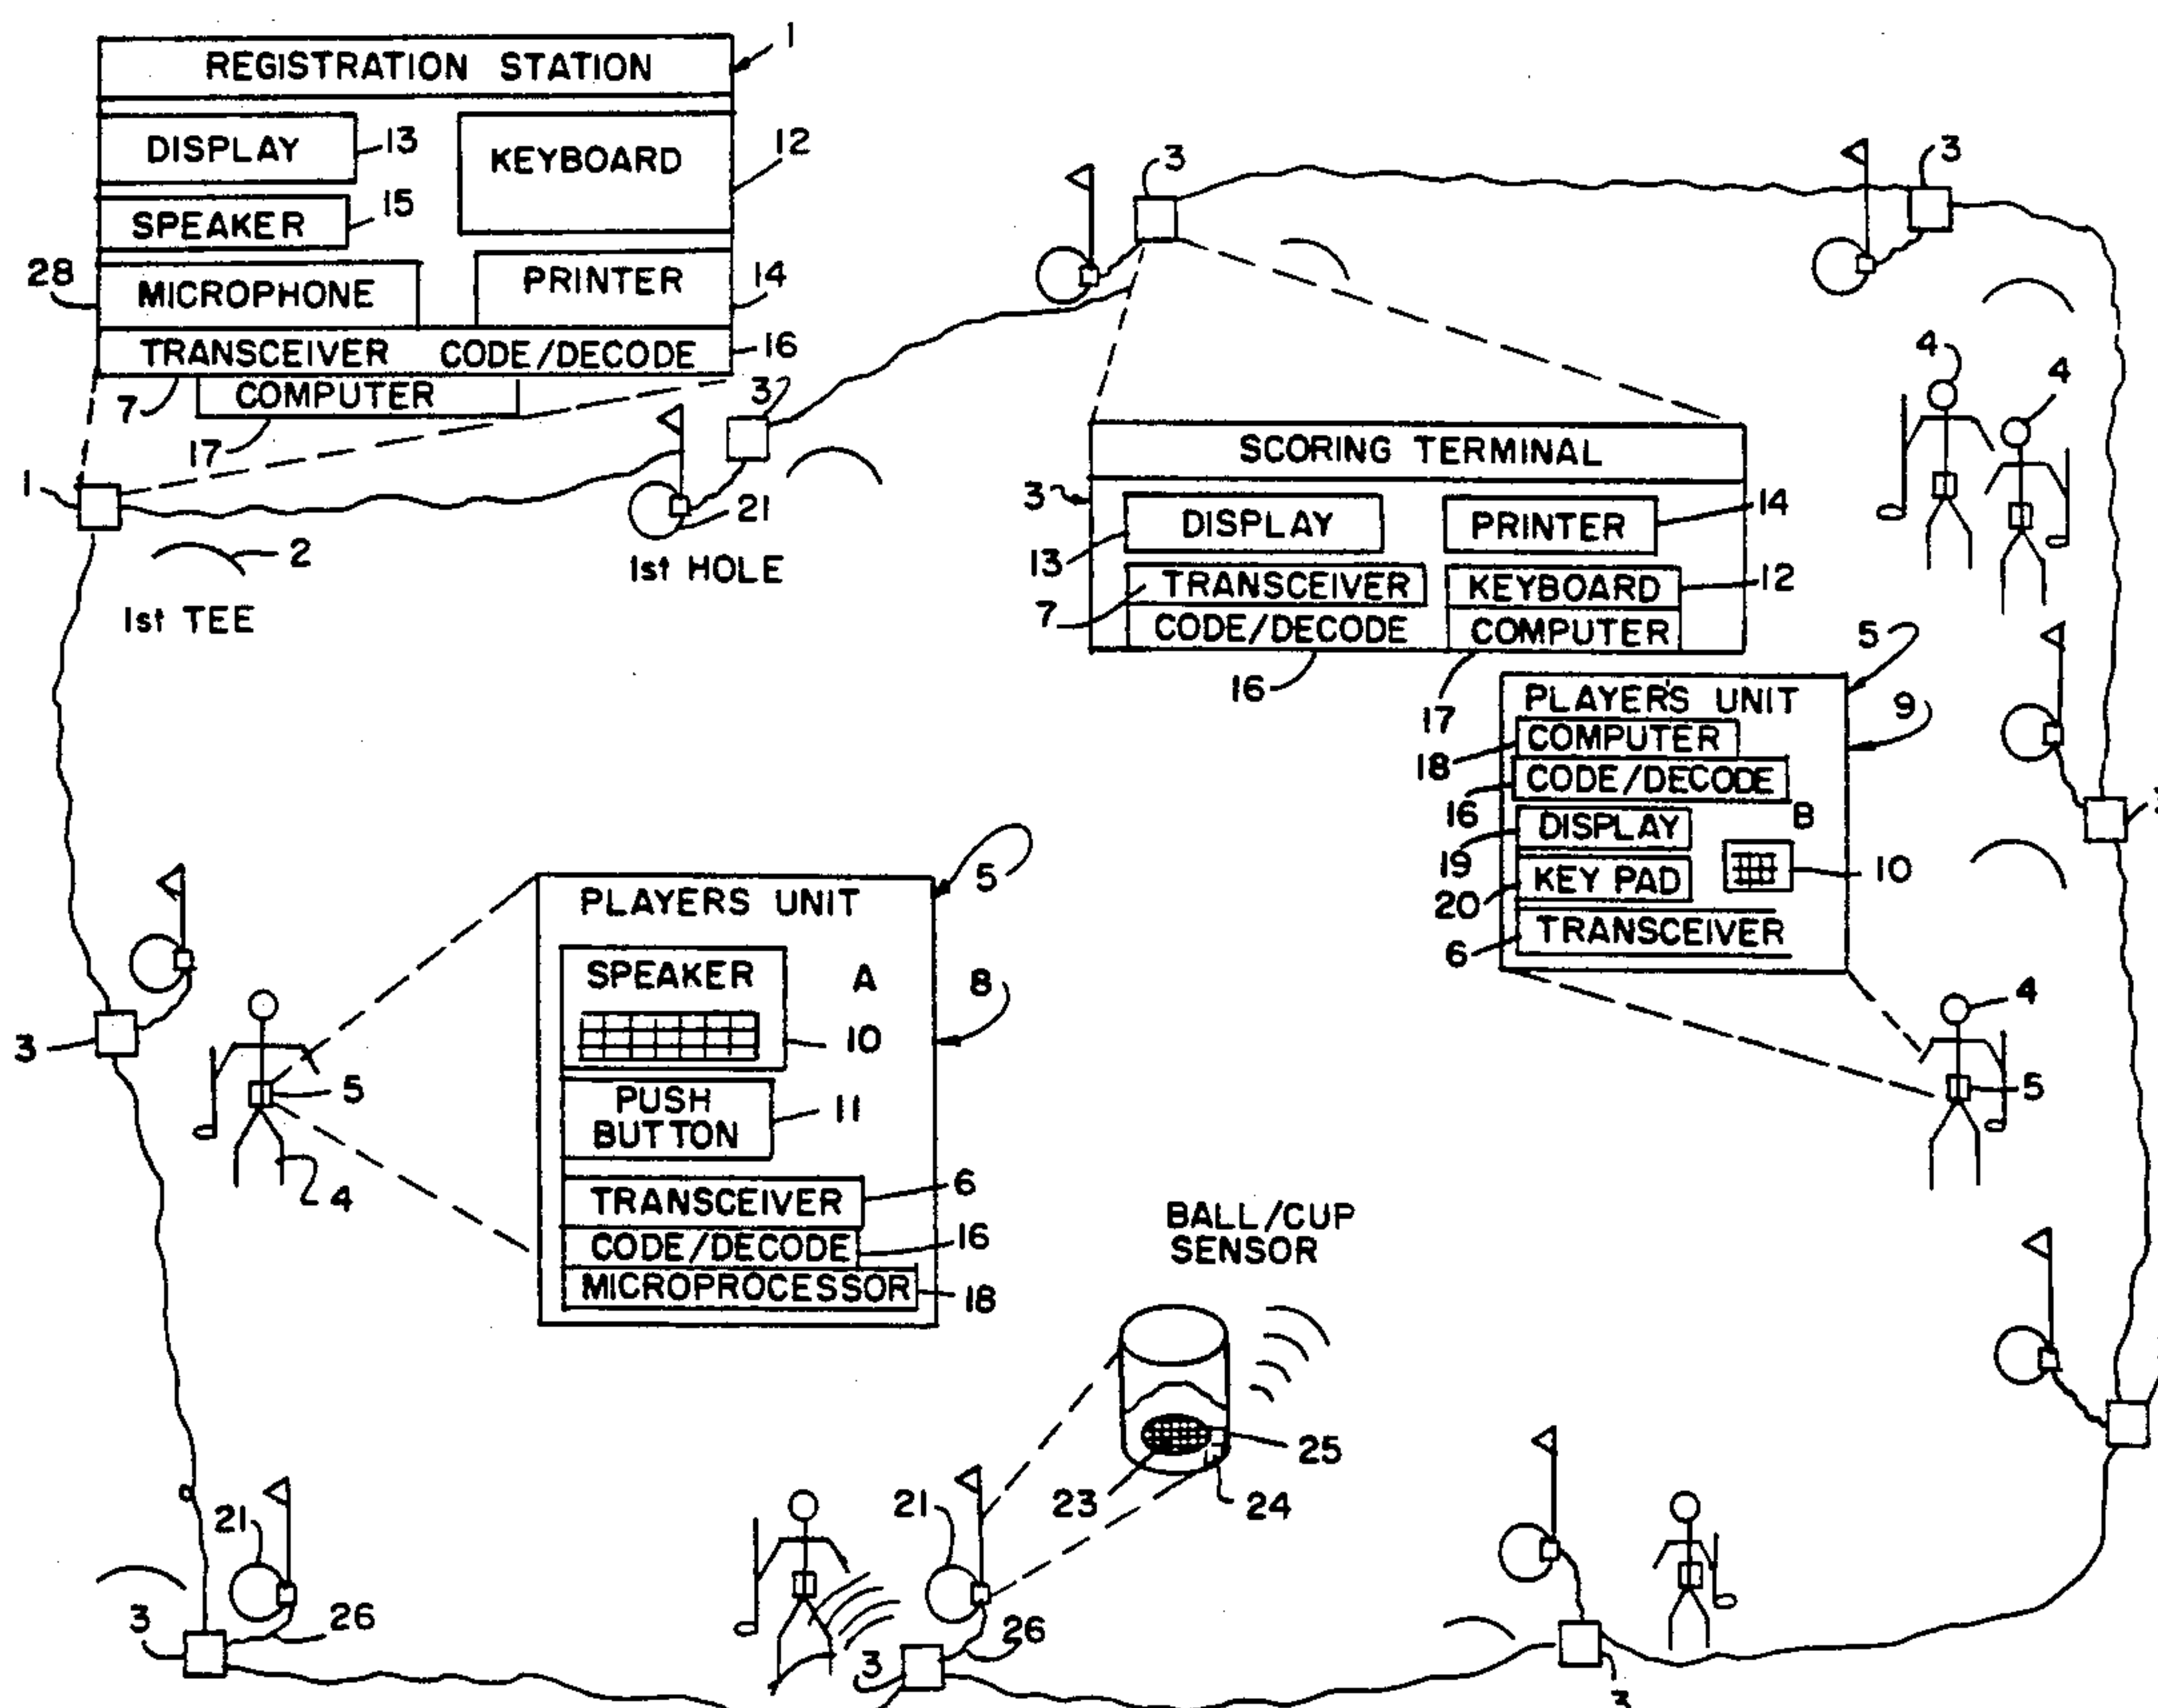 1
REGISTRATION STATION
DISPLAY
13
KEYBOARD
12
SPEAKER
15
28
MICROPHONE
PRINTER
14
TRANSCEIVER CODE/DECODE
16
7
COMPUTER
17
1
2
1st TEE
3
21
1st HOLE
3
3
4
4
SCORING TERMINAL
3
DISPLAY
13
PRINTER
14
TRANSCEIVER
7
KEYBOARD
12
CODE/DECODE
COMPUTER
16
17
5
PLAYER'S UNIT
9
COMPUTER
18
CODE/DECODE
16
B
DISPLAY
19
KEY PAD
20
10
TRANSCEIVER
6
4
5
3
5
4
PLAYERS UNIT
5
SPEAKER
A
8
10
PUSH
BUTTON
11
TRANSCEIVER
6
CODE/DECODE
16
MICROPROCESSOR
18
BALL/CUP
SENSOR
25
23
24
21
21
3
26
3
26
3